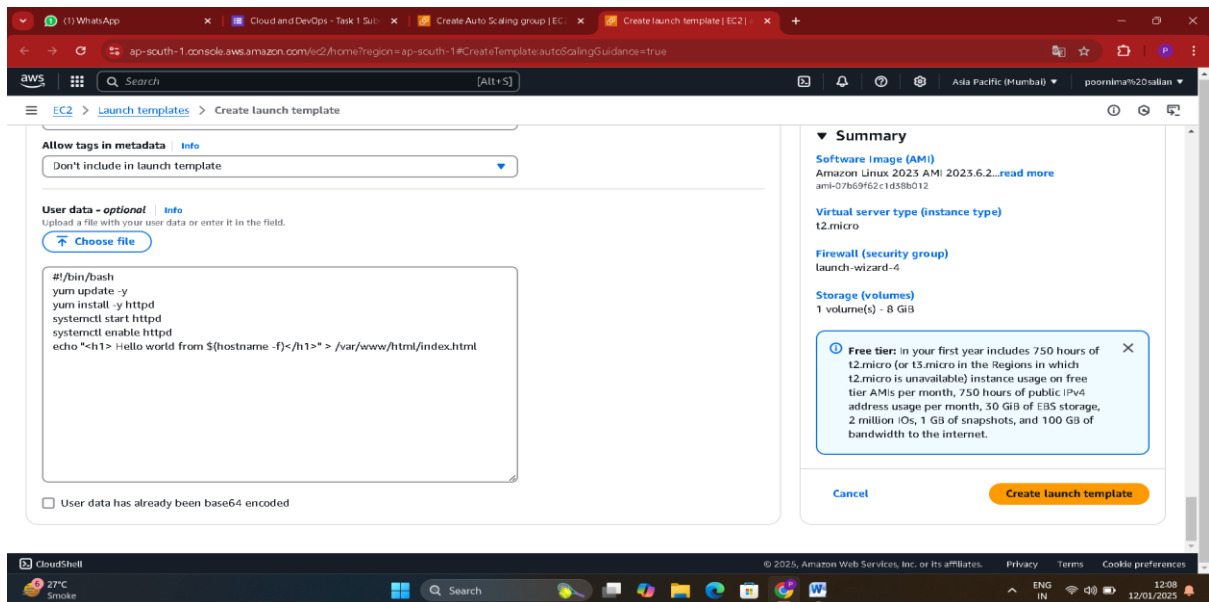 (1) WhatsApp
Cloud and DevOps - Task 1 Sub
Create Auto Scaling group | EC
Create launch template | EC2 |
ap-south-1.console.aws.amazon.com/ec2/home?region=ap-south-1#CreateTemplate:autoScalingGuidance=true
P
aws
Search
[Alt+S]
Asia Pacific (Mumbai)
poornima%20salian
EC2 > Launch templates > Create launch template
Allow tags in metadata | Info
Don't include in launch template
User data - optional | Info
Upload a file with your user data or enter it in the field.
Choose file
#!/bin/bash
yum update -y
yum install -y httpd
systemctl start httpd
systemctl enable httpd
echo "<h1> Hello world from $(hostname -f)</h1>" > /var/www/html/index.html
User data has already been base64 encoded
Summary
Software Image (AMI)
Amazon Linux 2023 AMI 2023.6.2...read more
ami-07b69f62c1d38b012
Virtual server type (instance type)
t2.micro
Firewall (security group)
launch-wizard-4
Storage (volumes)
1 volume(s) - 8 GiB
Free tier: In your first year includes 750 hours of
t2.micro (or t3.micro in the Regions in which
t2.micro is unavailable) instance usage on free
tier AMIs per month, 750 hours of public IPv4
address usage per month, 30 GiB of EBS storage,
2 million IOs, 1 GB of snapshots, and 100 GB of
bandwidth to the internet.
Cancel
Create launch template
CloudShell
© 2025, Amazon Web Services, Inc. or its affiliates.
Privacy
Terms
Cookie preferences
6
27°C
Smoke
Search
ENG
IN
12:08
12/01/2025